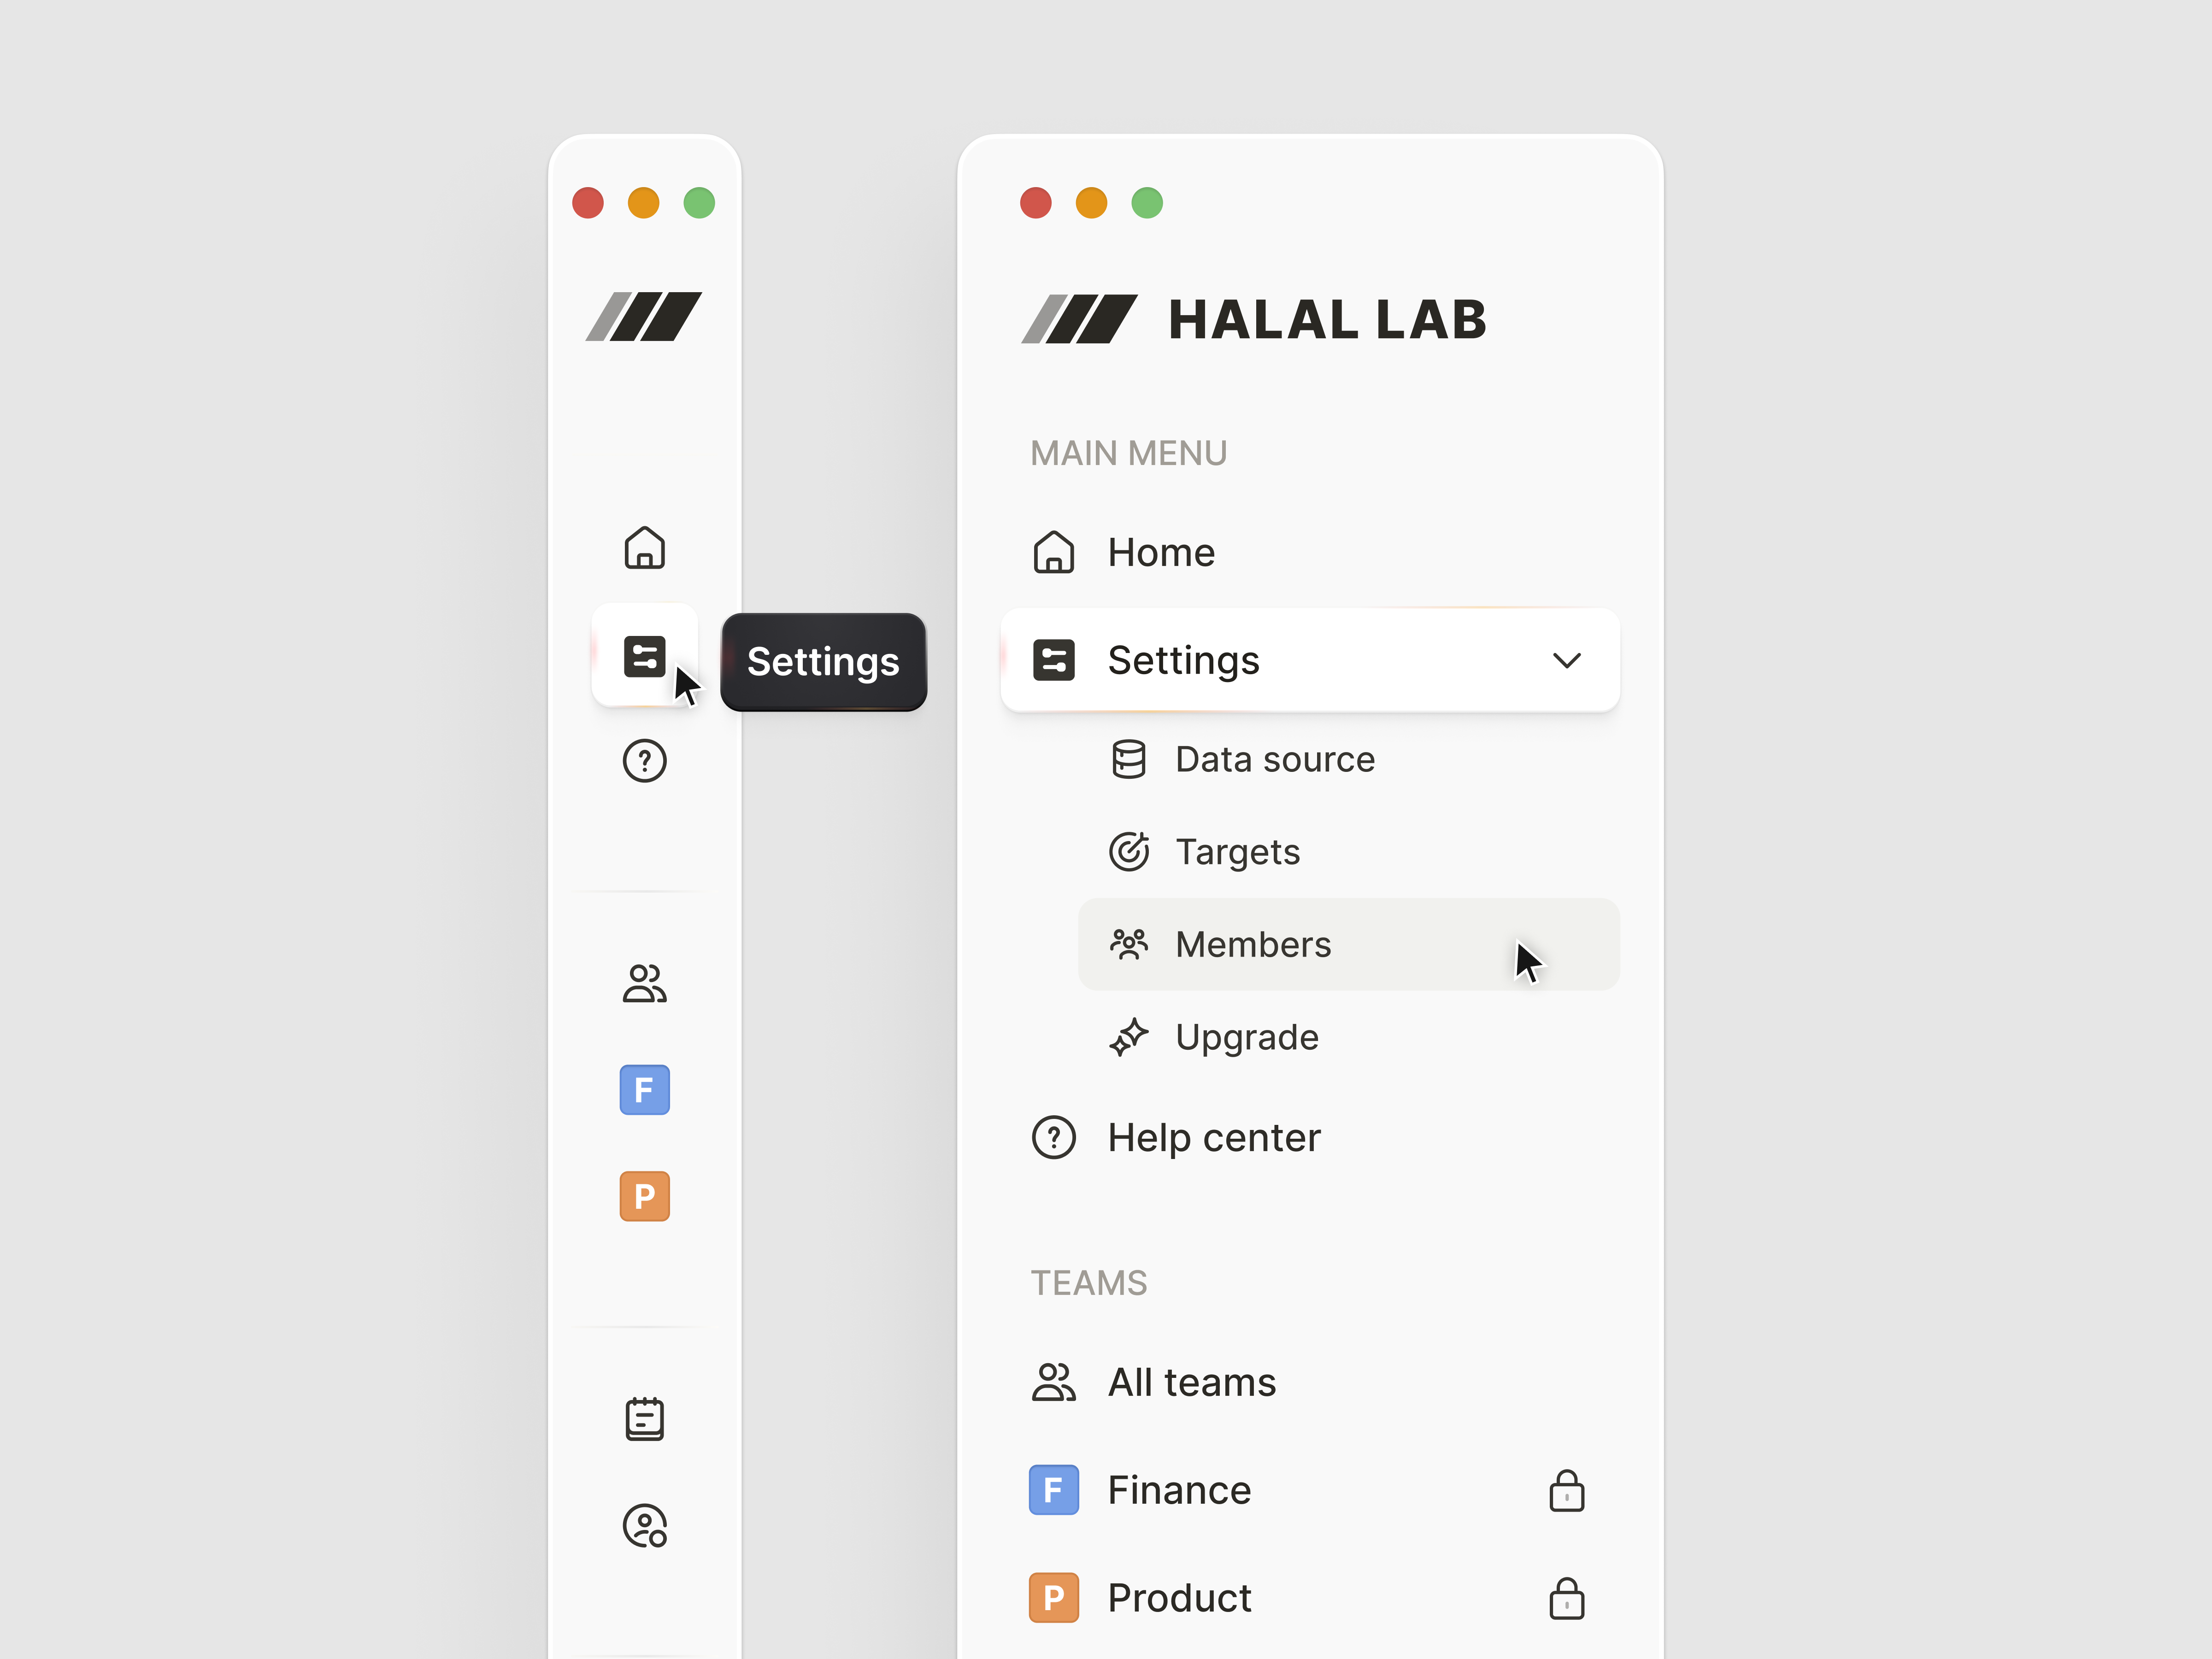 Settings
F
P
HALAL LAB
MAIN MENU
Home
Settings
Data source
Targets
Members
Upgrade
Help center
TEAMS
All teams
F Finance
P Product